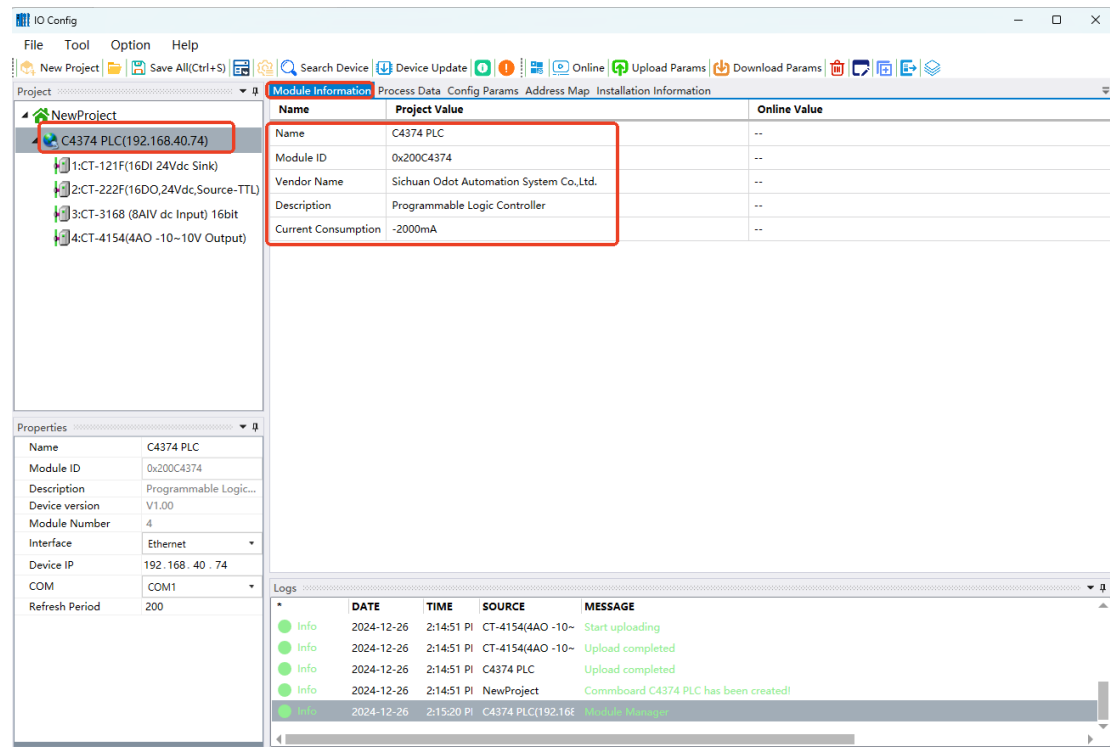 IO Config
File Tool Option Help
New Project Save All(Ctrl+S) Search Device Device Update Online Upload Params Download Params
Project
NewProject
C4374 PLC(192.168.40.74)
1:CT-121F(16DI 24Vdc Sink)
2:CT-222F(16DO,24Vdc,Source-TTL)
3:CT-3168 (8AIV dc Input) 16bit
4:CT-4154(4AO -10~10V Output)
Module Information Process Data Config Params Address Map Installation Information
Name Project Value Online Value
Name C4374 PLC --
Module ID 0x200C4374 --
Vendor Name Sichuan Odot Automation System Co.,Ltd. --
Description Programmable Logic Controller --
Current Consumption -2000mA --
Properties
Name C4374 PLC
Module ID 0x200C4374
Description Programmable Logic...
Device version V1.00
Module Number 4
Interface Ethernet
Device IP 192.168. 40 . 74
COM COM1
Refresh Period 200
Logs
* DATE TIME SOURCE MESSAGE
Info 2024-12-26 2:14:51 PI CT-4154(4AO -10~ Start uploading
Info 2024-12-26 2:14:51 PI CT-4154(4AO -10~ Upload completed
Info 2024-12-26 2:14:51 PI C4374 PLC Upload completed
Info 2024-12-26 2:14:51 PI NewProject Commboard C4374 PLC has been created!
Info 2024-12-26 2:15:20 PI C4374 PLC(192.168 Module Manager